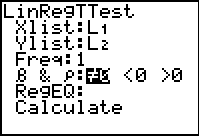 LinRegTTest
Xlist:L₁
Ylist:L₂
Freq:1
β & ρ:≠0 <0 >0
RegEQ:
Calculate